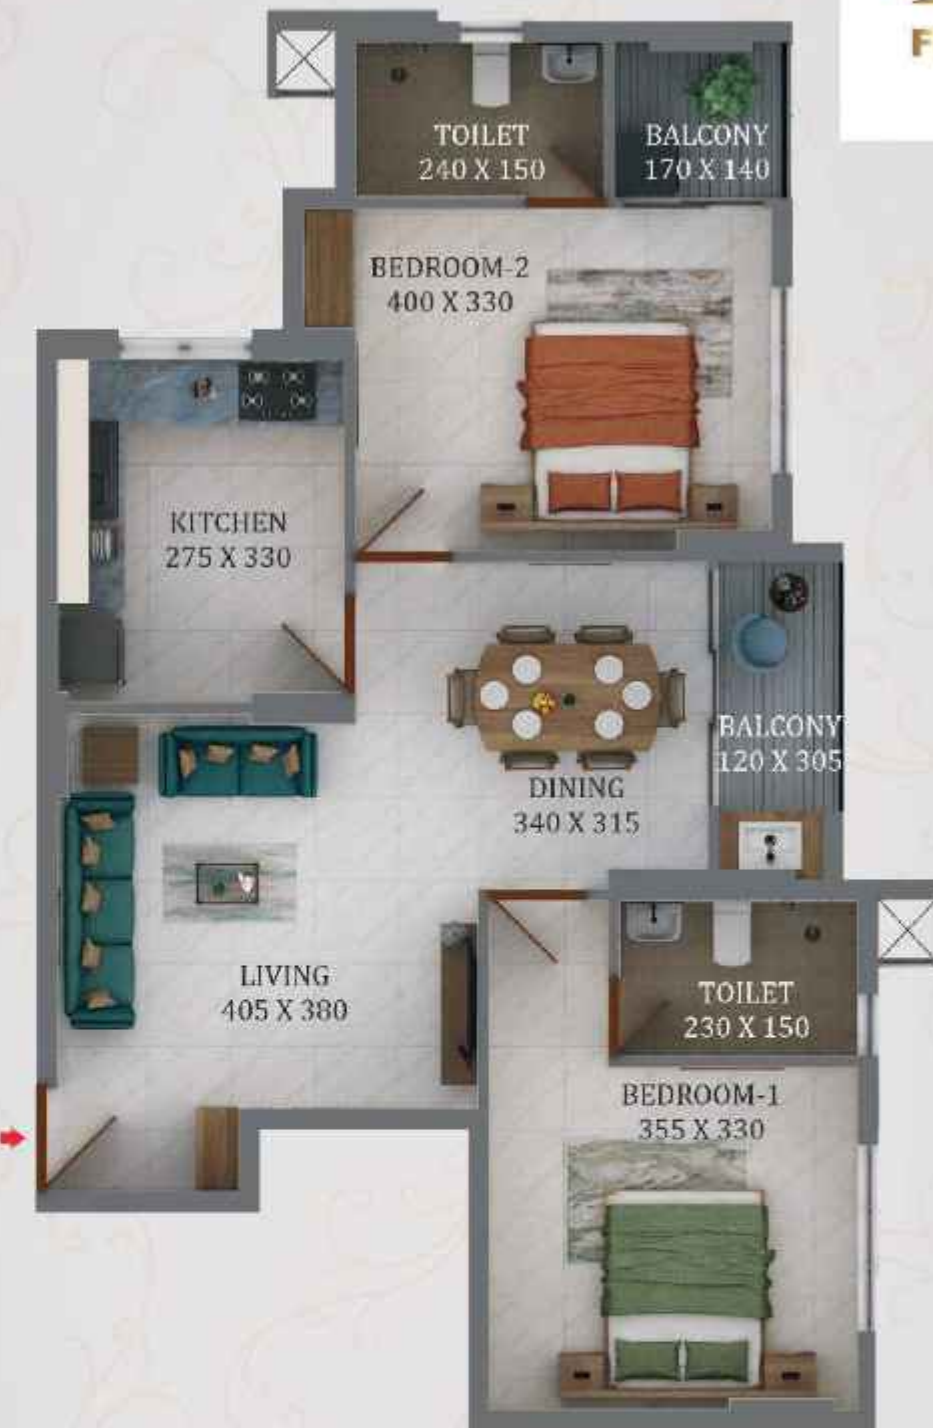 F
TOILET
240 X 150
BALCONY
170 X 140
BEDROOM-2
400 X 330
KITCHEN
275 X 330
BALCONY
120 X 305
DINING
340 X 315
LIVING
405 X 380
TOILET
230 X 150
BEDROOM-1
355 X 330